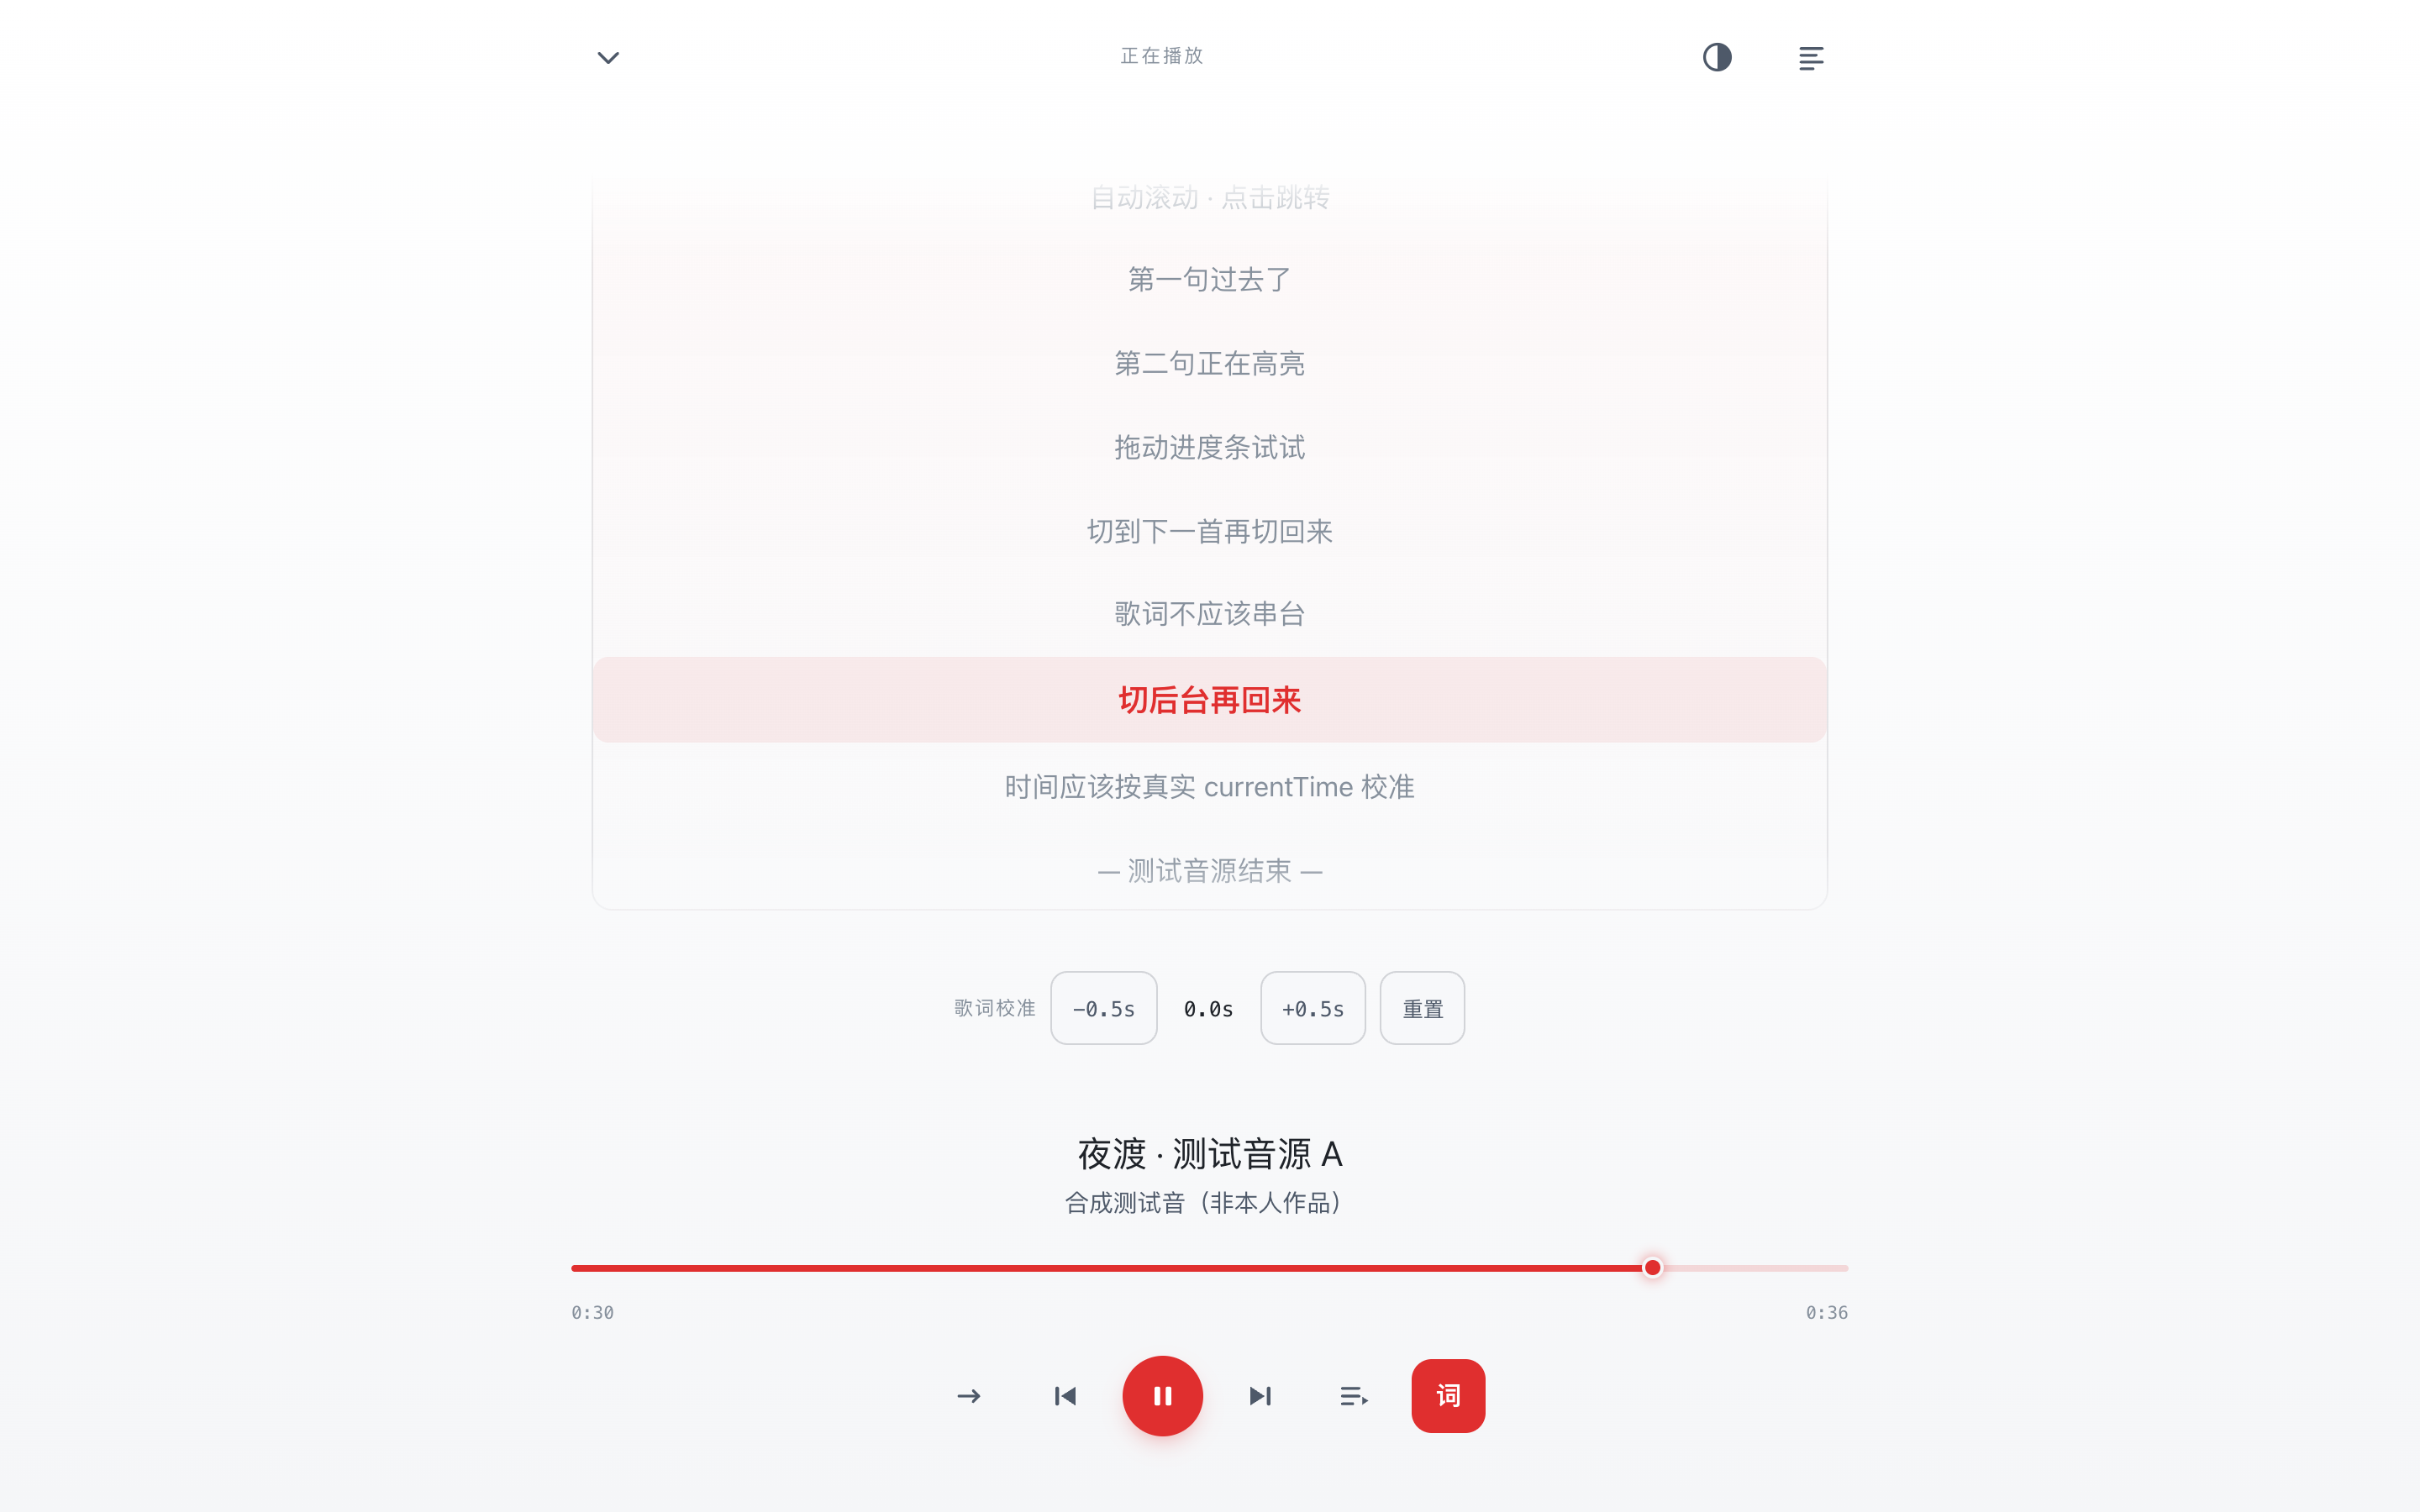 正在播放
自动滚动 · 点击跳转
第一句过去了
第二句正在高亮
拖动进度条试试
切到下一首再切回来
歌词不应该串台
切后台再回来
时间应该按真实 currentTime 校准
— 测试音源结束 —
歌词校准 −0.5s 0.0s +0.5s 重置
夜渡 · 测试音源 A
合成测试音（非本人作品）
0:30 0:36
词